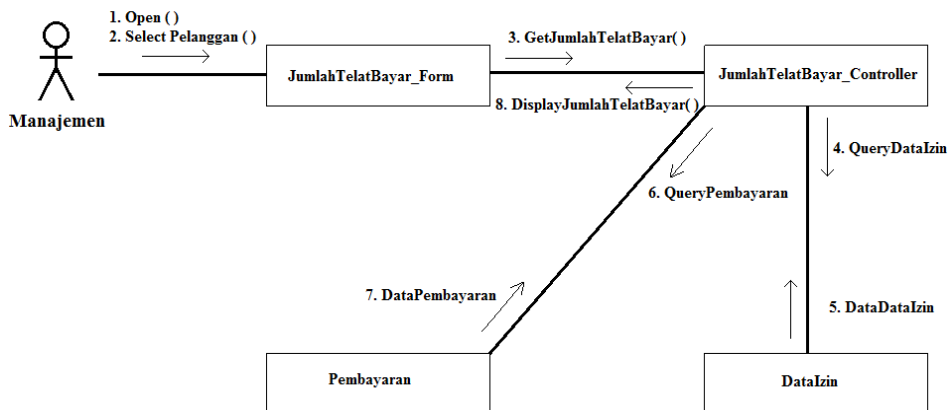 1. Open ( )
2. Select Pelanggan ( )
3. GetJumlahTelatBayar( )
JumlahTelatBayar_Form
JumlahTelatBayar_Controller
8. DisplayJumlahTelatBayar( )
Manajemen
4. QueryDataIzin
6. QueryPembayaran
7. DataPembayaran
5. DataDataIzin
Pembayaran
DataIzin